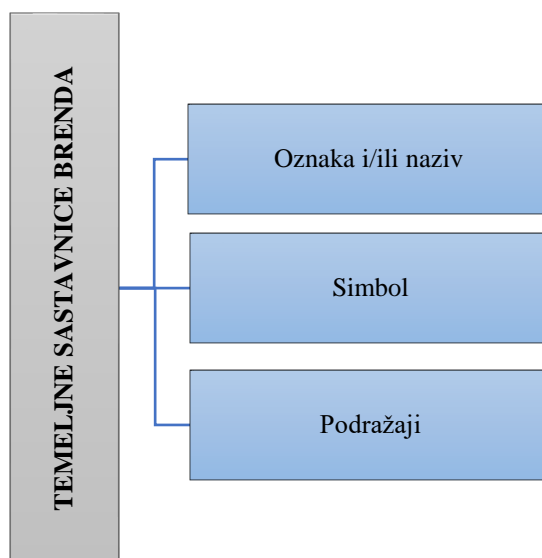 TEMELJNE SASTAVNICE BRENDA
Oznaka i/ili naziv
Simbol
Podražaji